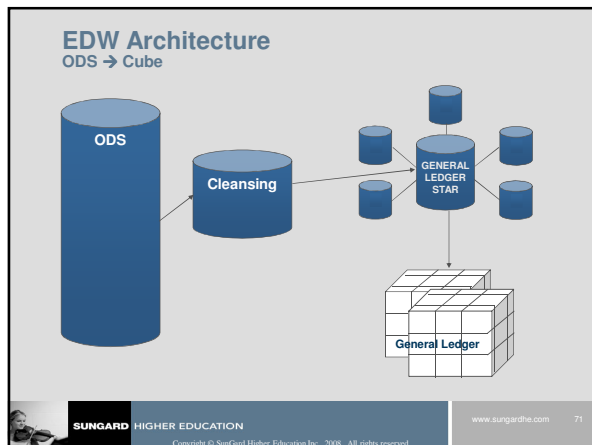 EDW Architecture
ODS → Cube
ODS
Cleansing
GENERAL
LEDGER
STAR
General Ledger
SUNGARD HIGHER EDUCATION
www.sungardhe.com 71
Copyright © SunGard Higher Education Inc. 2008. All rights reserved.